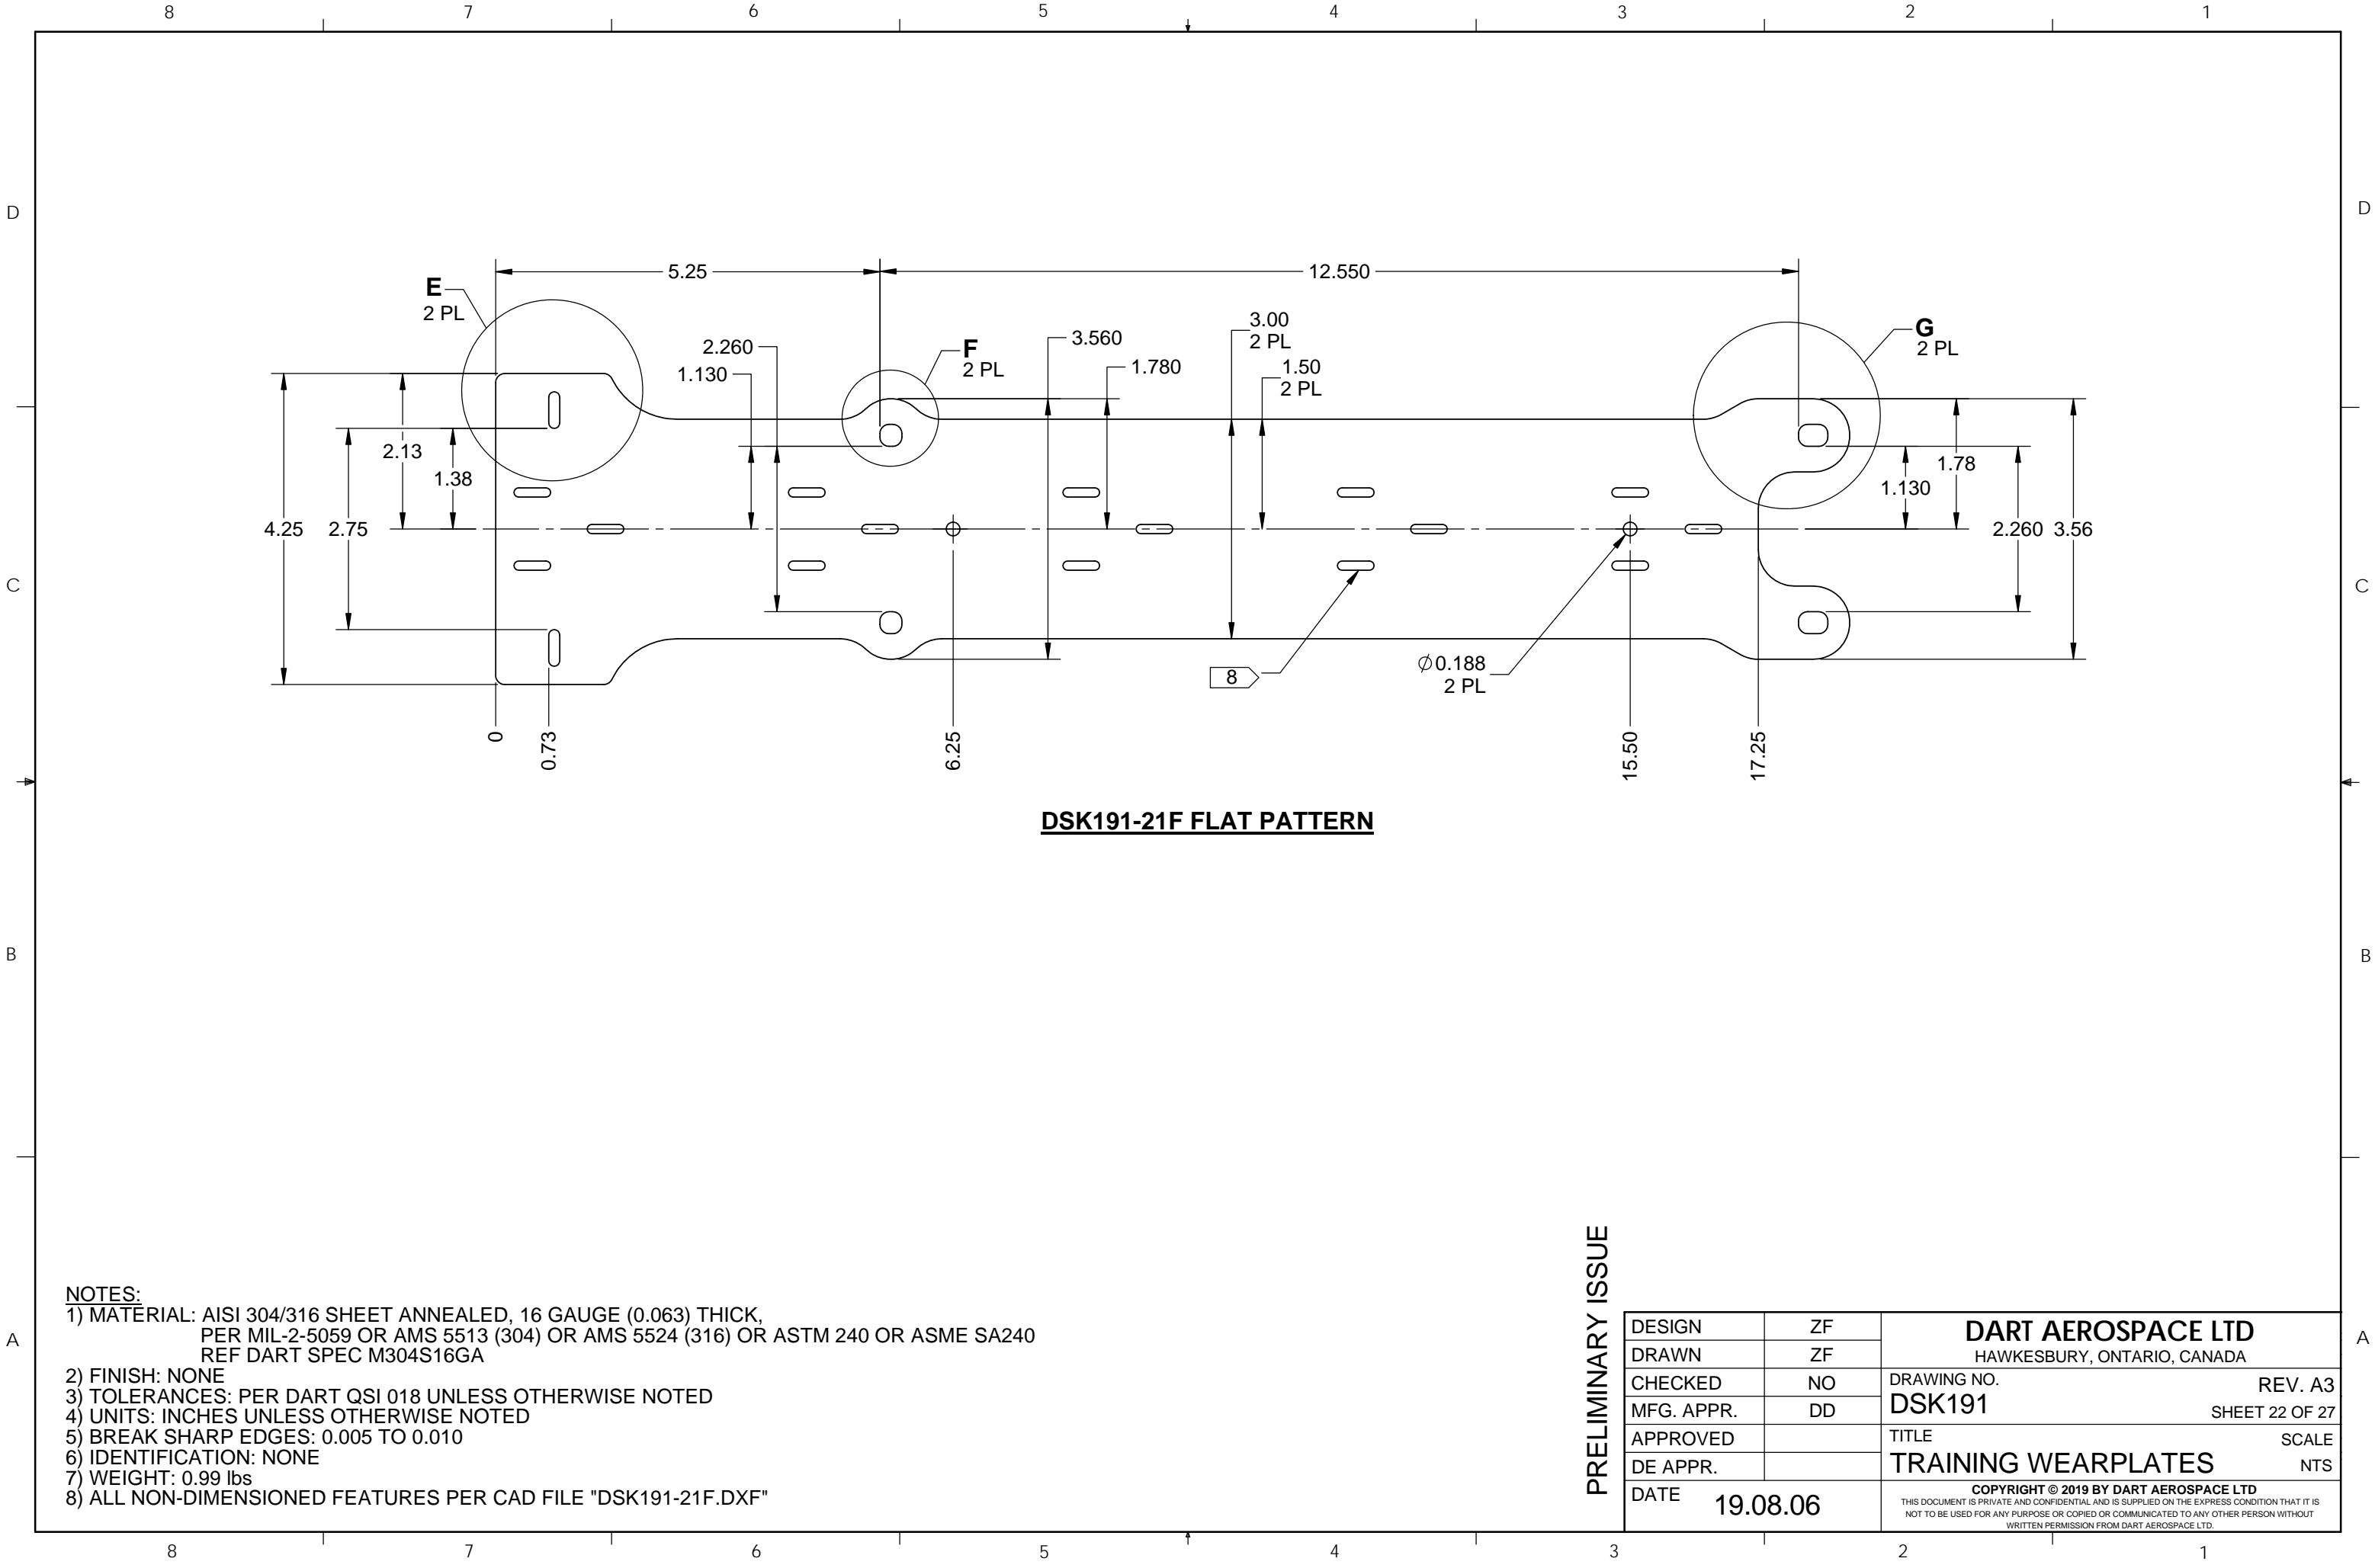 8 7 6 5 4 3 2 1
D D
5.25 12.550
E
2 PL
F
2 PL
G
2 PL
2.260
1.130
3.560
1.780
3.00
2 PL
1.50
2 PL
2.13
1.38
4.25 2.75
1.78
1.130
2.260 3.56
C C
8
Ø0.188
2 PL
0 0.73 6.25 15.50 17.25
DSK191-21F FLAT PATTERN
B B
NOTES:
1) MATERIAL: AISI 304/316 SHEET ANNEALED, 16 GAUGE (0.063) THICK,
PER MIL-2-5059 OR AMS 5513 (304) OR AMS 5524 (316) OR ASTM 240 OR ASME SA240
REF DART SPEC M304S16GA
2) FINISH: NONE
3) TOLERANCES: PER DART QSI 018 UNLESS OTHERWISE NOTED
4) UNITS: INCHES UNLESS OTHERWISE NOTED
5) BREAK SHARP EDGES: 0.005 TO 0.010
6) IDENTIFICATION: NONE
7) WEIGHT: 0.99 lbs
8) ALL NON-DIMENSIONED FEATURES PER CAD FILE "DSK191-21F.DXF"
A A
PRELIMINARY ISSUE
DESIGN ZF
DRAWN ZF
CHECKED NO
MFG. APPR. DD
APPROVED
DE APPR.
DATE 19.08.06
DART AEROSPACE LTD
HAWKESBURY, ONTARIO, CANADA
DRAWING NO. REV. A3
DSK191 SHEET 22 OF 27
TITLE SCALE
TRAINING WEARPLATES NTS
COPYRIGHT © 2019 BY DART AEROSPACE LTD
THIS DOCUMENT IS PRIVATE AND CONFIDENTIAL AND IS SUPPLIED ON THE EXPRESS CONDITION THAT IT IS
NOT TO BE USED FOR ANY PURPOSE OR COPIED OR COMMUNICATED TO ANY OTHER PERSON WITHOUT
WRITTEN PERMISSION FROM DART AEROSPACE LTD.
8 7 6 5 4 3 2 1